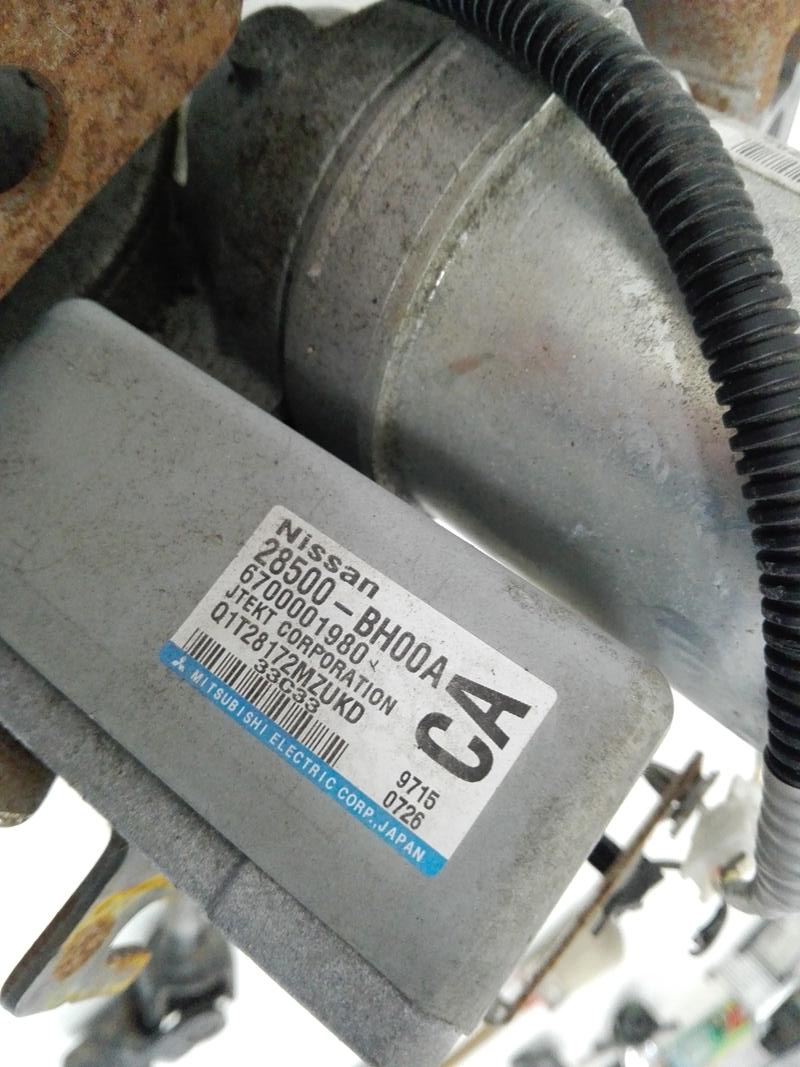 Nissan
28500-BH00A
6700001980
JTEKT CORPORATION
Q1T28172MZUKD
33C33
CA
9715
0726
MITSUBISHI ELECTRIC CORP., JAPAN